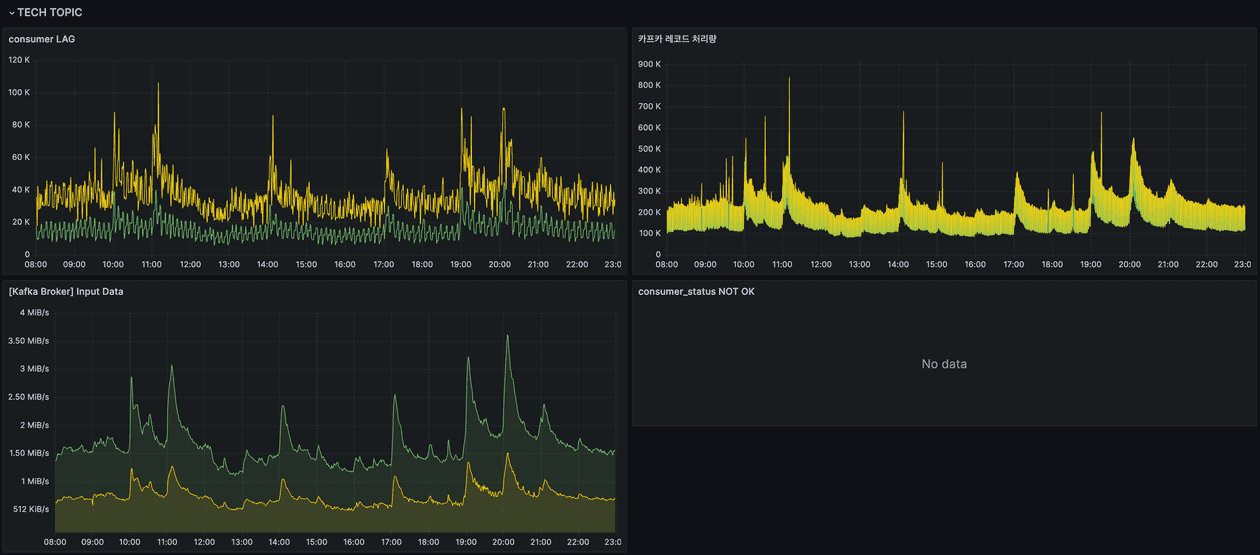 TECH TOPIC
consumer LAG
120 K
100 K
80 K
60 K
40 K
20 K
0
08:00 09:00 10:00 11:00 12:00 13:00 14:00 15:00 16:00 17:00 18:00 19:00 20:00 21:00 22:00 23:0
카프카 레코드 처리량
900 K
800 K
700 K
600 K
500 K
400 K
300 K
200 K
100 K
0
08:00 09:00 10:00 11:00 12:00 13:00 14:00 15:00 16:00 17:00 18:00 19:00 20:00 21:00 22:00 23:0
[Kafka Broker] Input Data
4 MiB/s
3.50 MiB/s
3 MiB/s
2.50 MiB/s
2 MiB/s
1.50 MiB/s
1 MiB/s
512 KiB/s
08:00 09:00 10:00 11:00 12:00 13:00 14:00 15:00 16:00 17:00 18:00 19:00 20:00 21:00 22:00 23:00
consumer_status NOT OK
No data